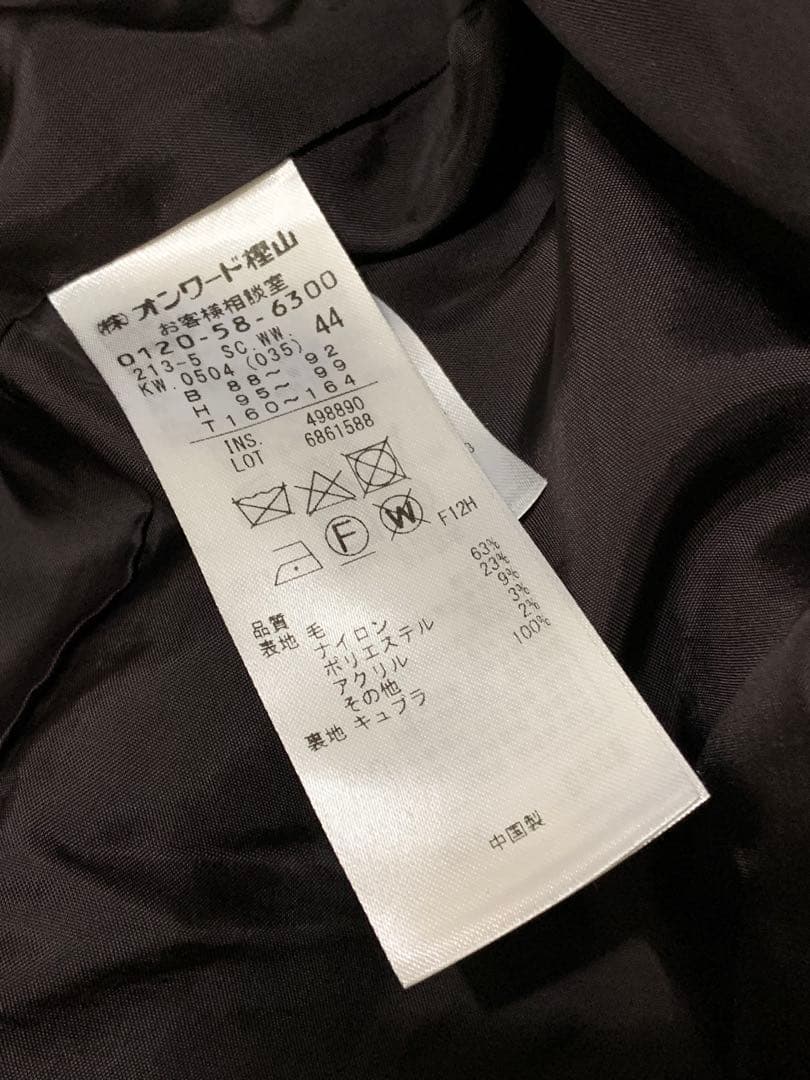 (株)オンワード樫山
お客様相談室
0120-58-6300
213-5 SC.WW. 44
KW.0504 (035)
B 88〜 92
H 95〜 99
T 160〜164
INS. 498890
LOT 6861588
F W F12H
品質
表地 毛 63%
ナイロン 23%
ポリエステル 9%
アクリル 3%
その他 2%
裏地 キュプラ 100%
中国製
3